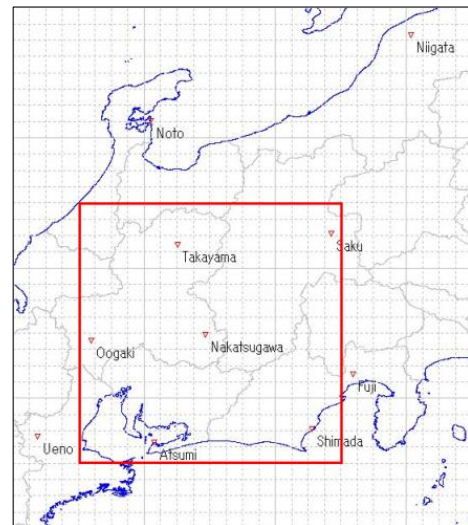 Niigata
Noto
Saku
Takayama
Nakatsugawa
Oogaki
Fuji
Shimada
Ueno
Atsumi